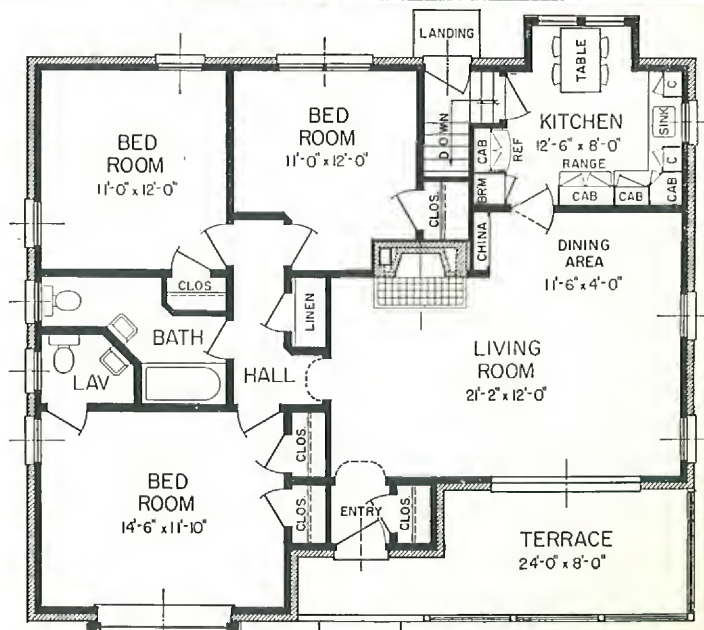 LANDING
TABLE
BED
ROOM
11'-0" x 12'-0"
BED
ROOM
11'-0" x 12'-0"
DOWN
CAB
REF
KITCHEN
12'-6" x 8'-0"
RANGE
C
SINK
C
CAB
CAB
CAB
BRM
CLOS.
CHINA
DINING
AREA
11'-6" x 4'-0"
CLOS.
LINEN
BATH
LAV
HALL
LIVING
ROOM
21'-2" x 12'-0"
BED
ROOM
14'-6" x 11'-10"
CLOS.
CLOS.
ENTRY
CLOS.
TERRACE
24'-0" x 8'-0"